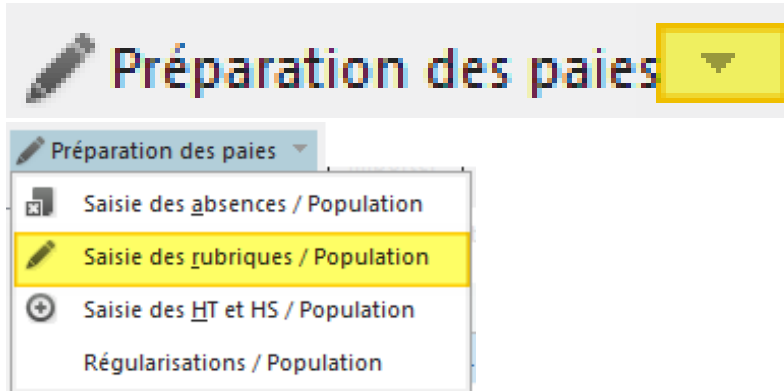 Préparation des paies
Préparation des paies
Saisie des absences / Population
Saisie des rubriques / Population
Saisie des HT et HS / Population
Régularisations / Population